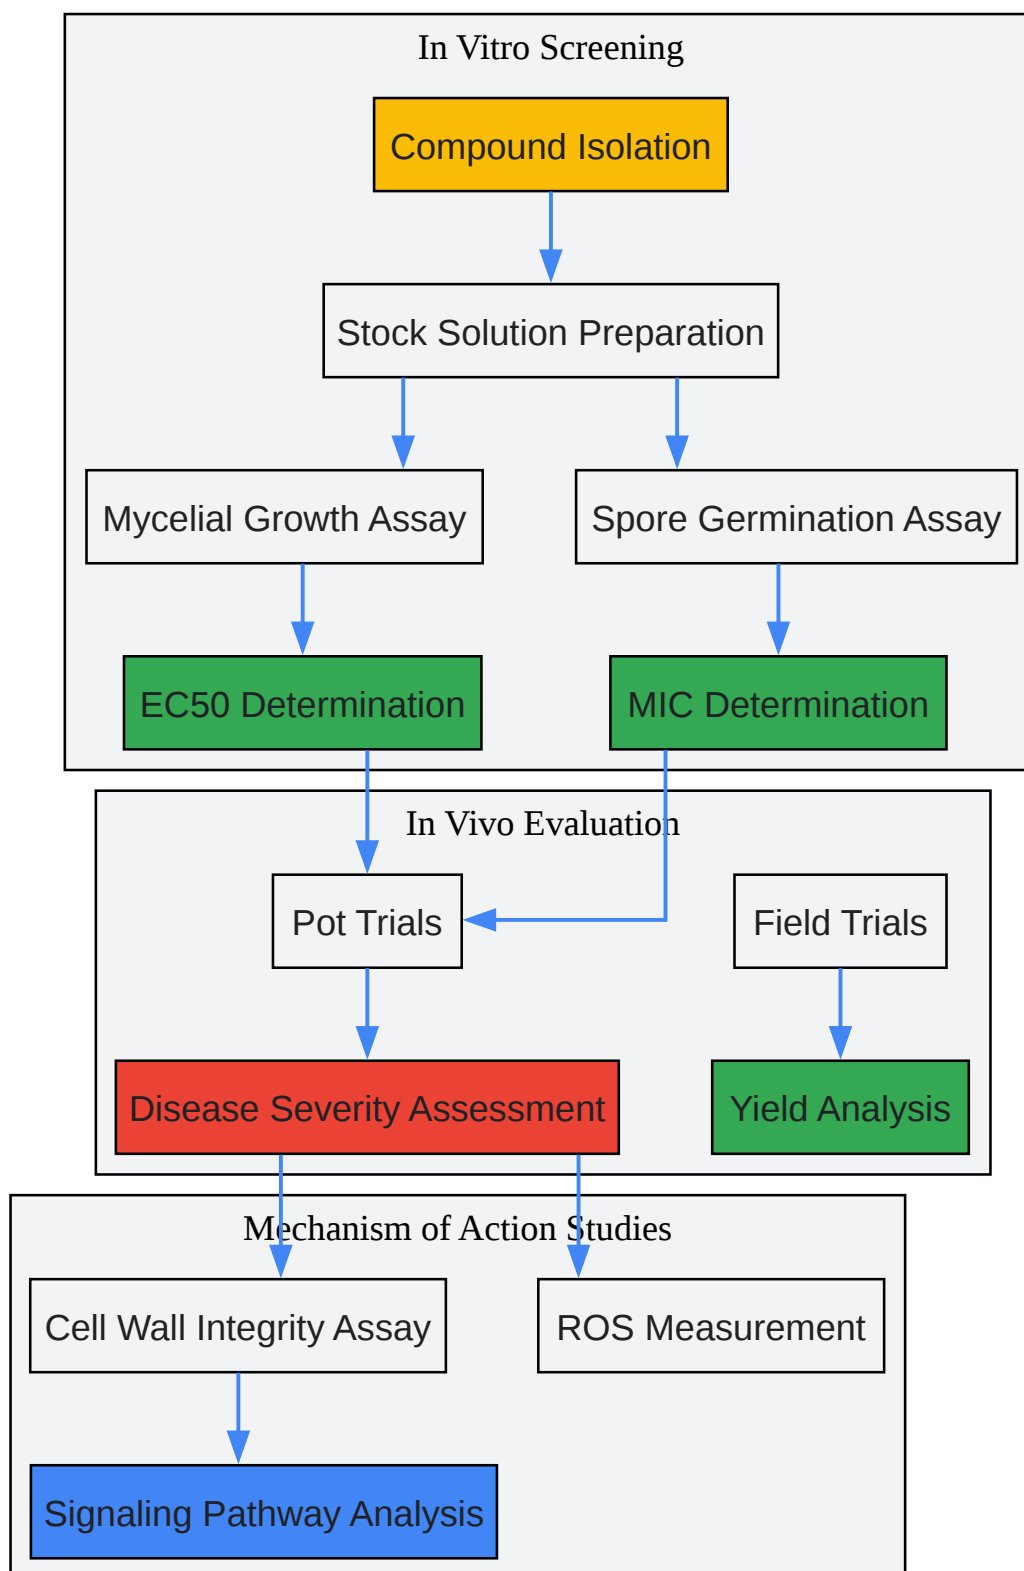 In Vitro Screening
Compound Isolation
Stock Solution Preparation
Mycelial Growth Assay
Spore Germination Assay
EC50 Determination
MIC Determination
In Vivo Evaluation
Pot Trials
Field Trials
Disease Severity Assessment
Yield Analysis
Mechanism of Action Studies
Cell Wall Integrity Assay
ROS Measurement
Signaling Pathway Analysis